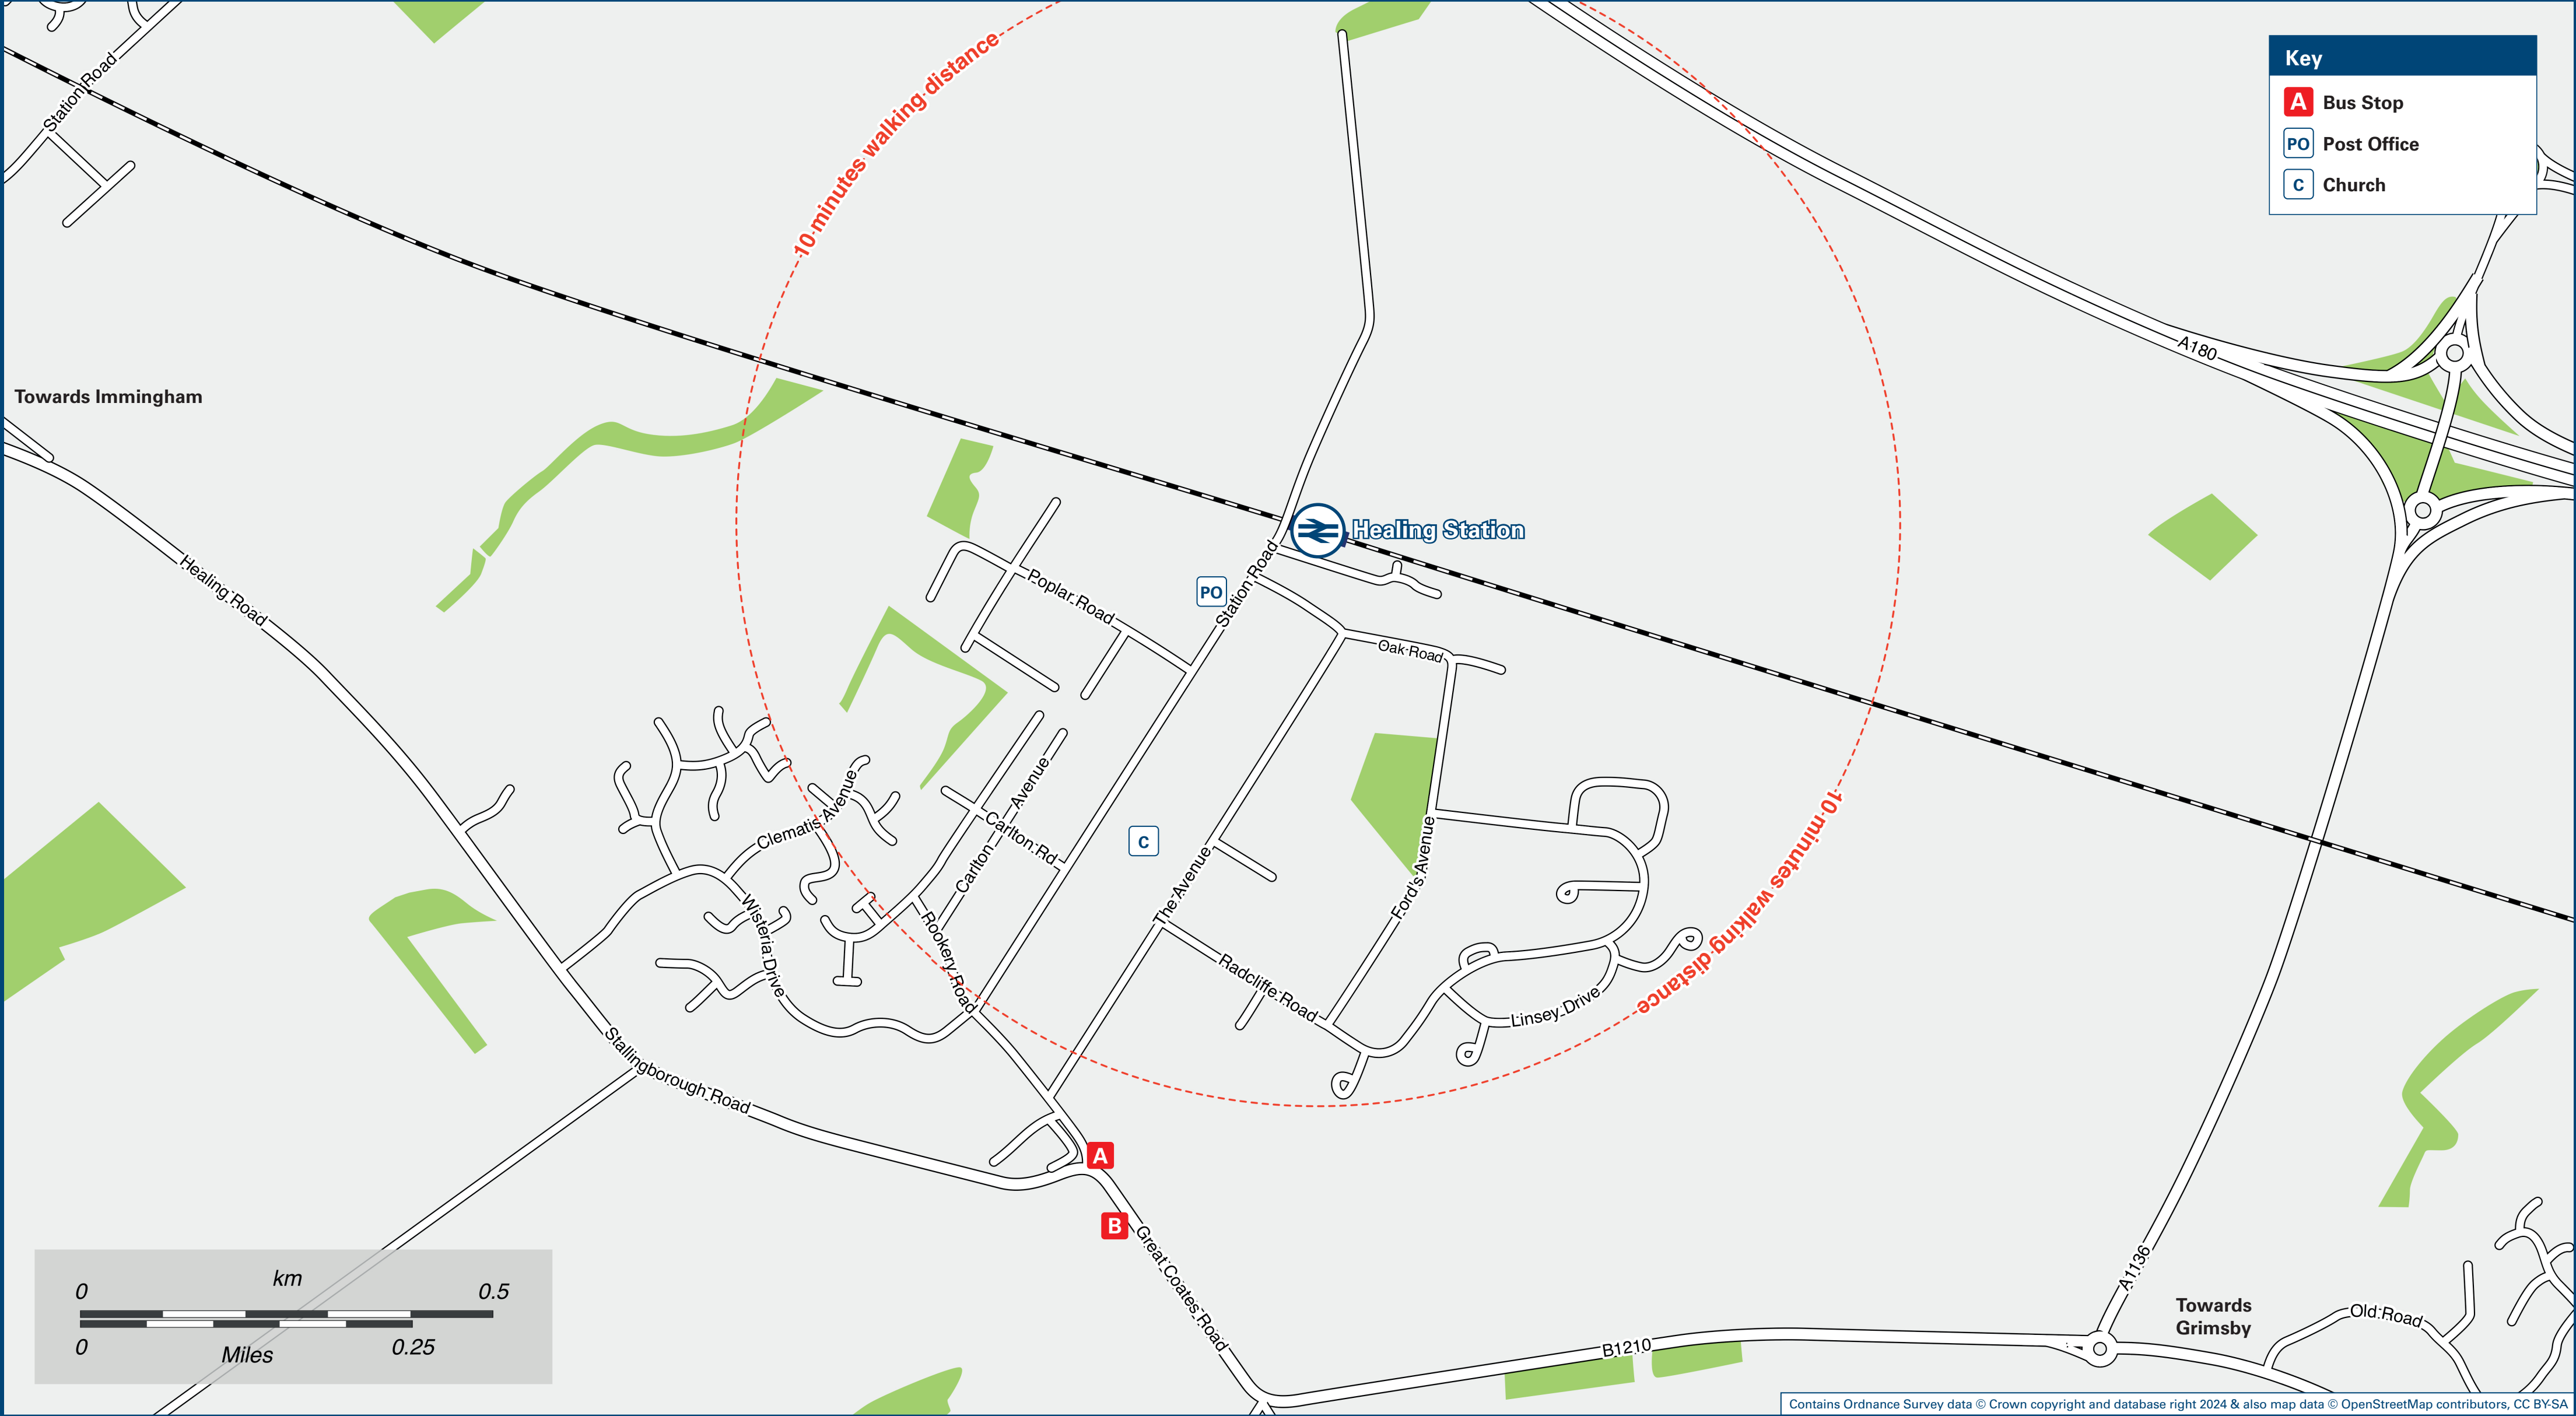 Station Road
10 minutes walking distance
Key
A Bus Stop
PO Post Office
C Church
A180
Towards Immingham
Healing Station
Healing Road
PO
Station Road
Poplar Road
Oak Road
Clematis Avenue
Carlton Avenue
Carlton Rd
C
The Avenue
Ford's Avenue
10 minutes walking distance
Wisteria Drive
Rookery Road
Radcliffe Road
Linsey Drive
Stallingborough Road
A
B
Great Coates Road
A1136
Towards
Grimsby
Old Road
B1210
km
0 0.5
0 0.25
Miles
Contains Ordnance Survey data © Crown copyright and database right 2024 & also map data © OpenStreetMap contributors, CC BY-SA